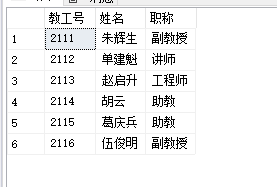 教工号 姓名 职称
1 2111 朱辉生 副教授
2 2112 单建魁 讲师
3 2113 赵启升 工程师
4 2114 胡云 助教
5 2115 葛庆兵 助教
6 2116 伍俊明 副教授